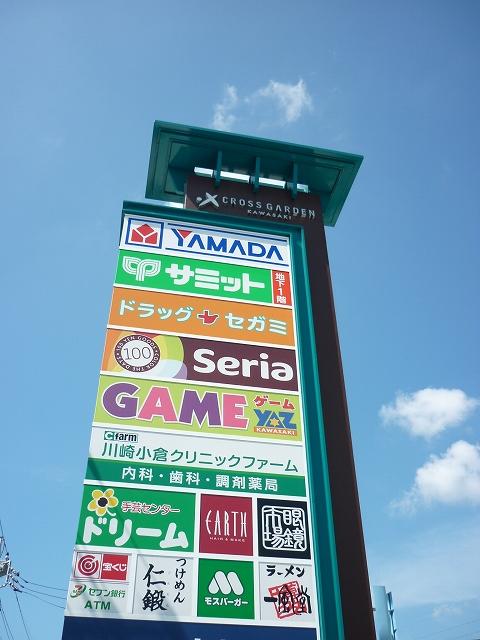 CROSS GARDEN
KAWASAKI
YAMADA
サミット
地下1階
ドラッグ セガミ
100
Seria
GAME
ゲーム
YAZ
KAWASAKI
Cfarm
川崎小倉クリニックファーム
内科・歯科・調剤薬局
手芸センター
ドリーム
EARTH
HAIR & MAKE
眼鏡市場
宝くじ
セブン銀行
ATM
つけめん
仁鍛
モスバーガー
ラーメン
一国堂